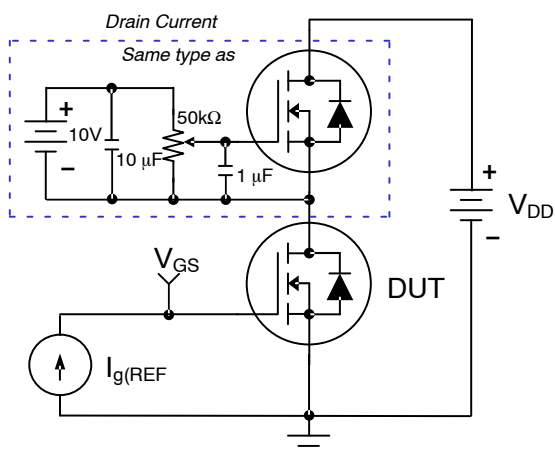 Drain Current
Same type as
+
50kΩ
10V
10 μF
1 μF
−
+
V_DD
−
V_GS
DUT
I_g(REF